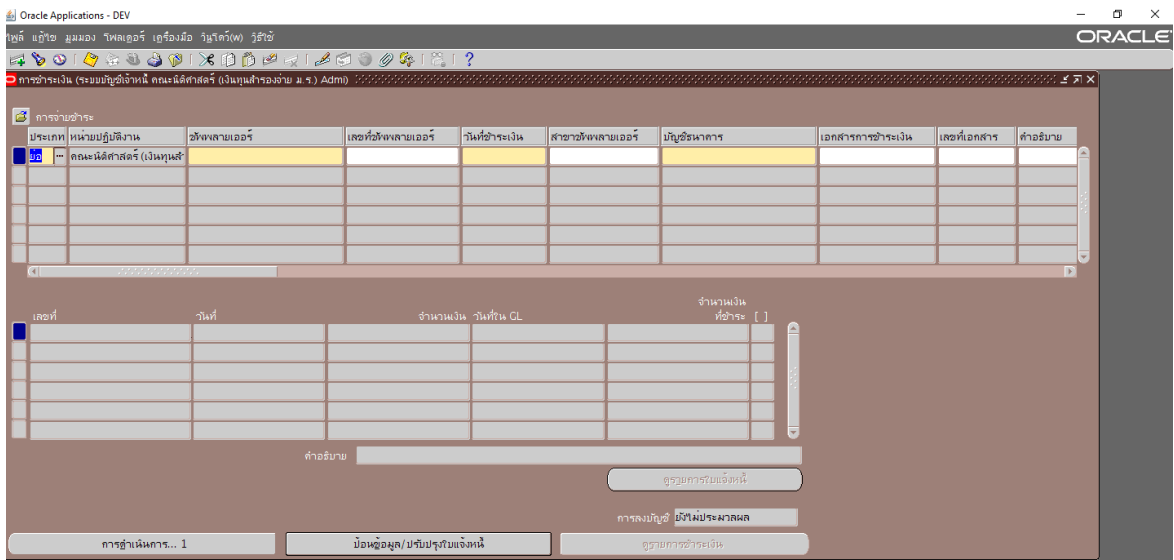 Oracle Applications - DEV
ไฟล์ แก้ไข มุมมอง โฟลเดอร์ เครื่องมือ วินโดว์(W) วิธีใช้
ORACLE
การชำระเงิน (ระบบบัญชีเจ้าหนี้ คณะนิติศาสตร์ (เงินทุนสำรองจ่าย ม.ร.) Admi)
การจ่ายชำระ
ประเภท หน่วยปฏิบัติงาน ซัพพลายเออร์ เลขที่ซัพพลายเออร์ วันที่ชำระเงิน สาขาซัพพลายเออร์ บัญชีธนาคาร เอกสารการชำระเงิน เลขที่เอกสาร คำอธิบาย
ย่อ ... คณะนิติศาสตร์ (เงินทุนสำ
จำนวนเงิน
เลขที่ วันที่ จำนวนเงิน วันที่ใน GL ที่ชำระ [ ]
คำอธิบาย
ดูรายการใบแจ้งหนี้
การลงบัญชี ยังไม่ประมวลผล
การดำเนินการ... 1 ป้อนข้อมูล/ปรับปรุงใบแจ้งหนี้ ดูรายการชำระเงิน